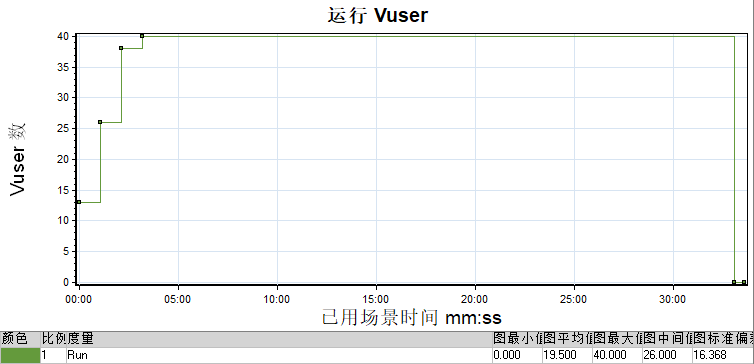 运行 Vuser
40
35
30
25
20
15
10
5
0
Vuser 数
00:00 05:00 10:00 15:00 20:00 25:00 30:00
已用场景时间 mm:ss
颜色 比例 度量 图最小值 图平均值 图最大值 图中间值 图标准偏差
1 Run 0.000 19.500 40.000 26.000 16.368